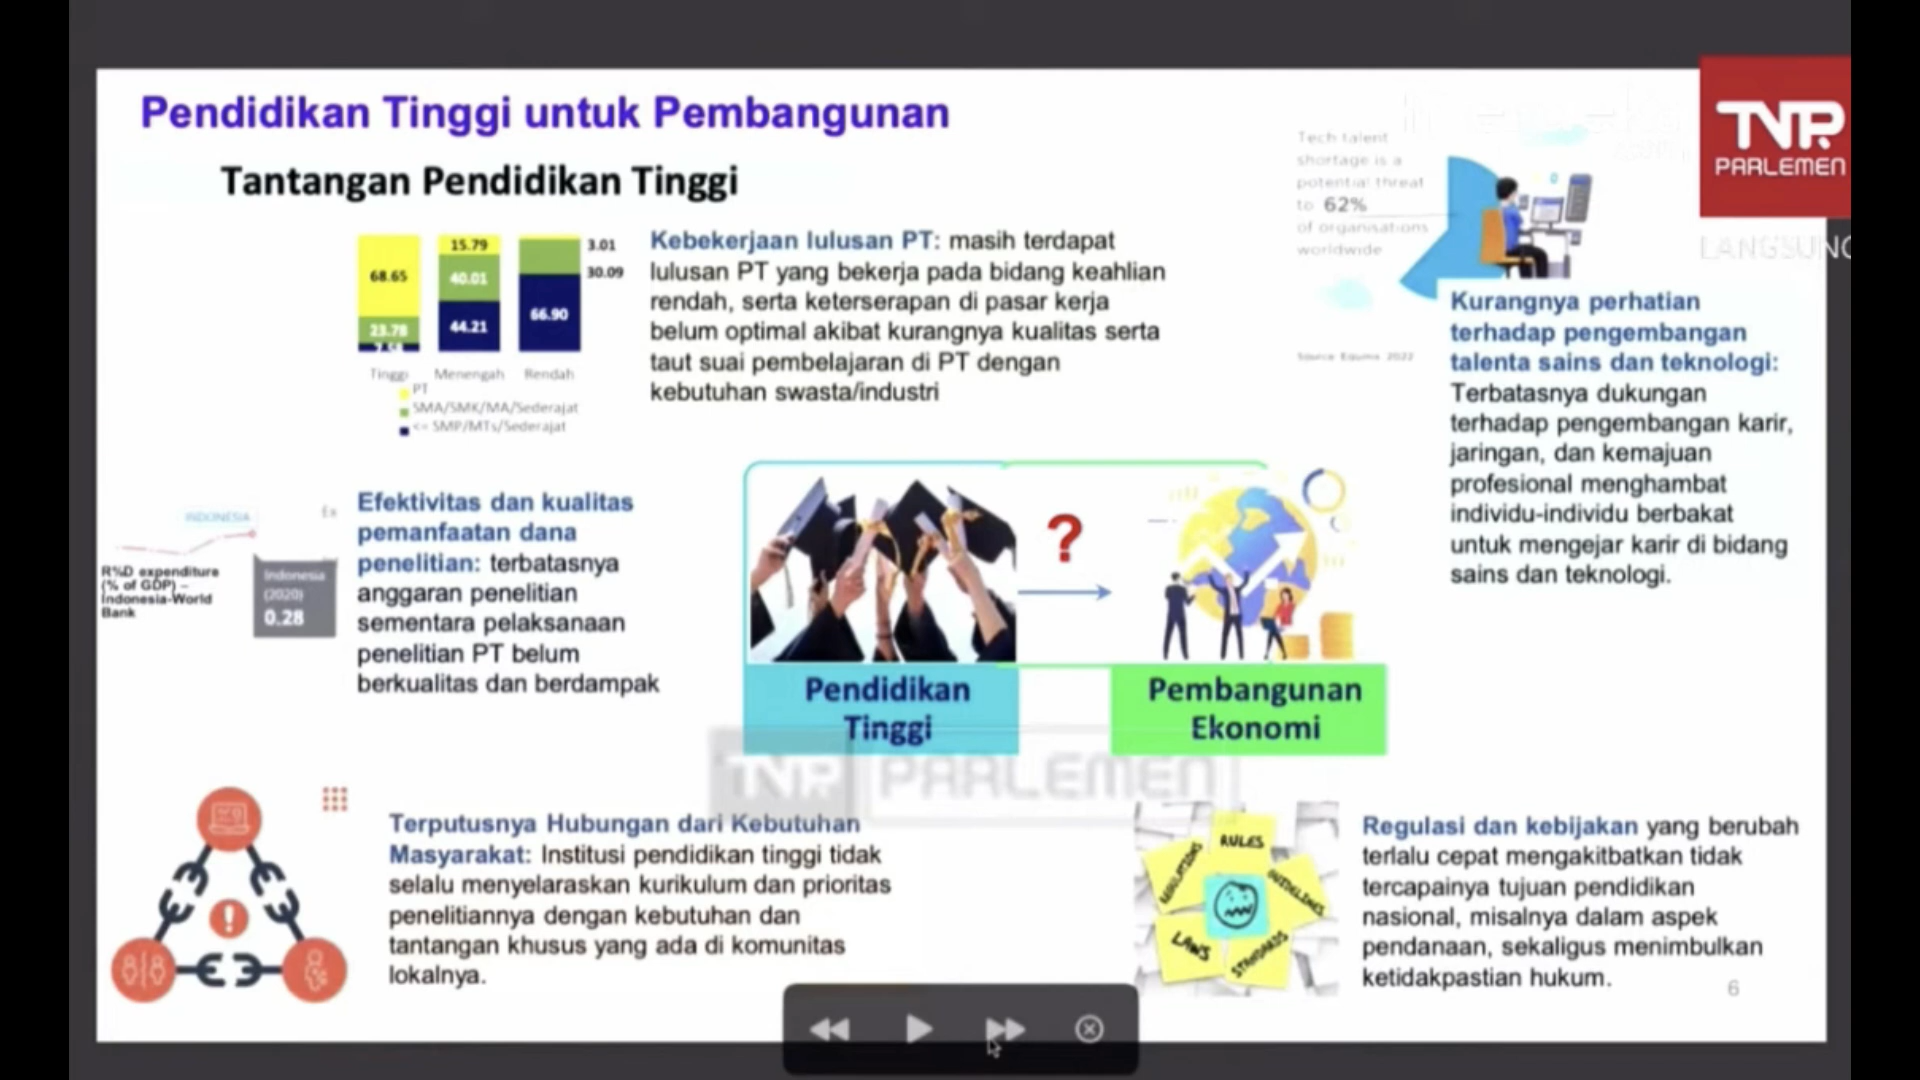 Pendidikan Tinggi untuk Pembangunan
Tantangan Pendidikan Tinggi
TNR
PARLEMEN
LANGSUNG
68.65
23.78
15.79
40.01
44.21
3.01
30.09
66.90
Tinggi
Menengah
Rendah
PT
SMA/SMK/MA/Sederajat
<= SMP/MTs/Sederajat
Kebekerjaan lulusan PT: masih terdapat
lulusan PT yang bekerja pada bidang keahlian
rendah, serta keterserapan di pasar kerja
belum optimal akibat kurangnya kualitas serta
taut suai pembelajaran di PT dengan
kebutuhan swasta/industri
Tech talent
shortage is a
potential threat
to 62%
of organisations
worldwide
Kurangnya perhatian
terhadap pengembangan
talenta sains dan teknologi:
Terbatasnya dukungan
terhadap pengembangan karir,
jaringan, dan kemajuan
profesional menghambat
individu-individu berbakat
untuk mengejar karir di bidang
sains dan teknologi.
INDONESIA
R%D expenditure
(% of GDP) –
Indonesia-World
Bank
Indonesia
(2020)
0.28
Efektivitas dan kualitas
pemanfaatan dana
penelitian: terbatasnya
anggaran penelitian
sementara pelaksanaan
penelitian PT belum
berkualitas dan berdampak
?
Pendidikan
Tinggi
Pembangunan
Ekonomi
TNR PARLEMEN
Terputusnya Hubungan dari Kebutuhan
Masyarakat: Institusi pendidikan tinggi tidak
selalu menyelaraskan kurikulum dan prioritas
penelitiannya dengan kebutuhan dan
tantangan khusus yang ada di komunitas
lokalnya.
RULES
REGULATIONS
GUIDELINES
LAWS
STANDARDS
Regulasi dan kebijakan yang berubah
terlalu cepat mengakitbatkan tidak
tercapainya tujuan pendidikan
nasional, misalnya dalam aspek
pendanaan, sekaligus menimbulkan
ketidakpastian hukum.
6